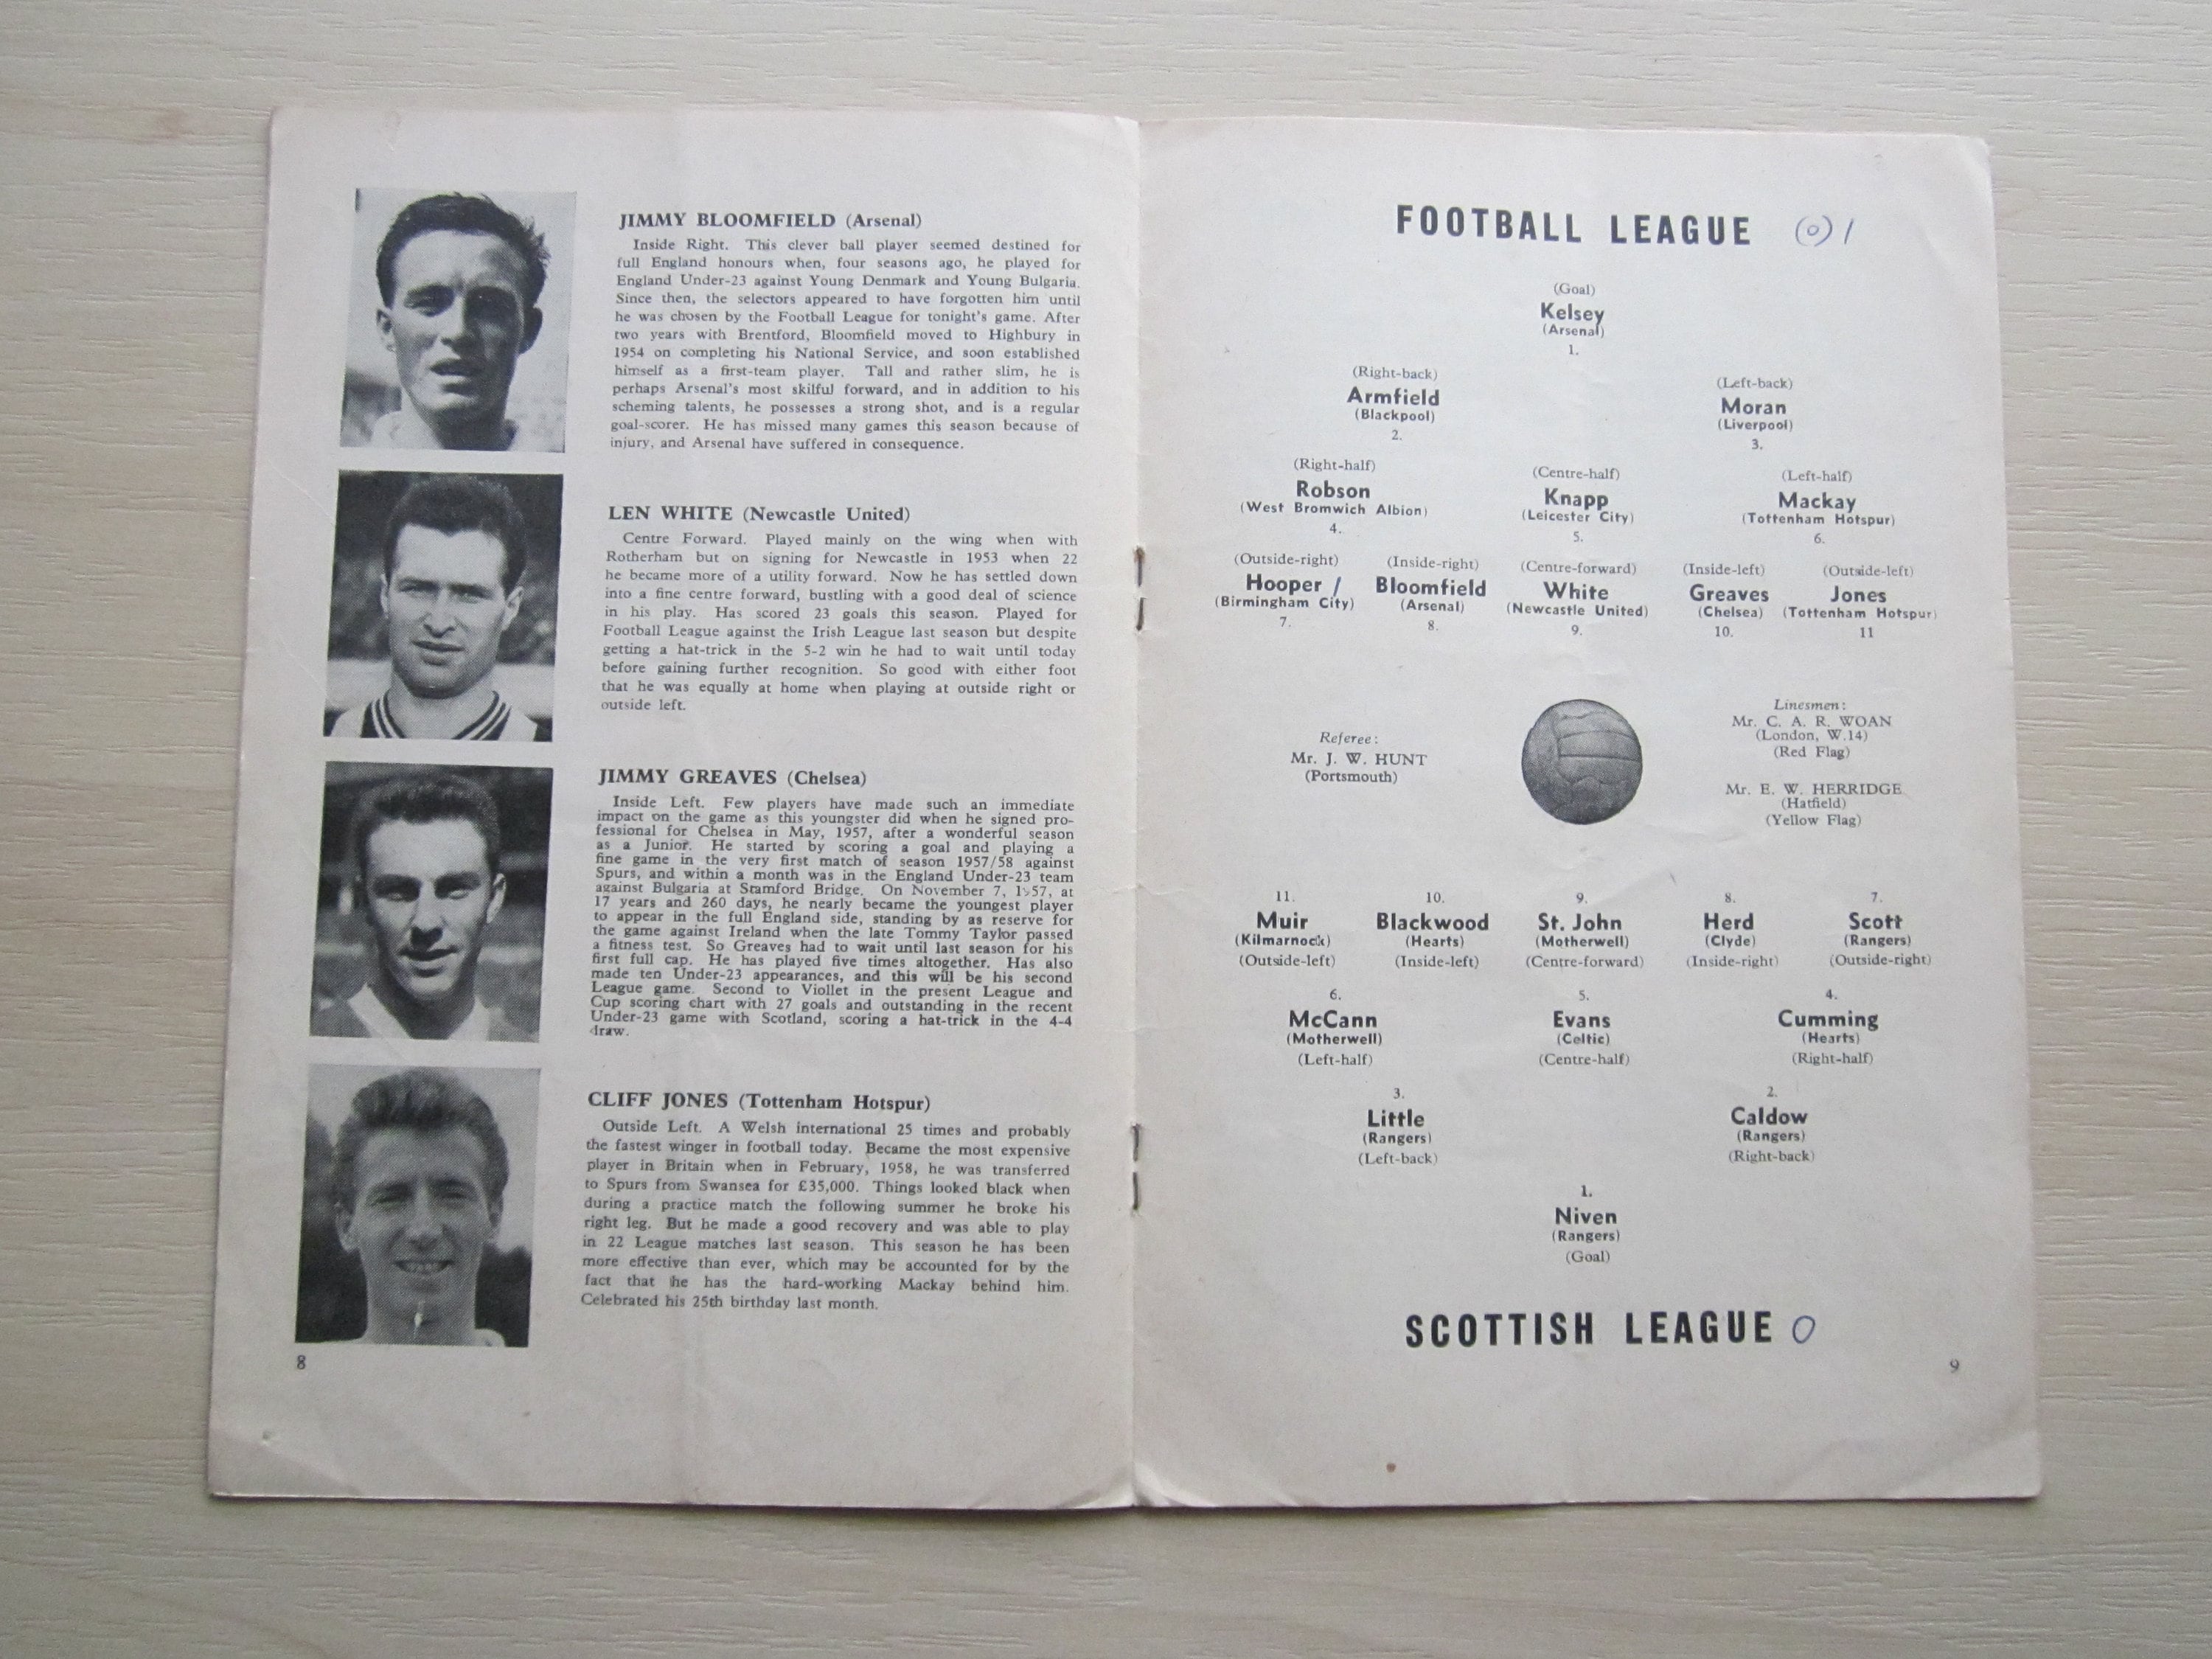 JIMMY BLOOMFIELD (Arsenal)
Inside Right. This clever ball player seemed destined for
full England honours when, four seasons ago, he played for
England Under-23 against Young Denmark and Young Bulgaria.
Since then, the selectors appeared to have forgotten him until
he was chosen by the Football League for tonight's game. After
two years with Brentford, Bloomfield moved to Highbury in
1954 on completing his National Service, and soon established
himself as a first-team player. Tall and rather slim, he is
perhaps Arsenal's most skilful forward, and in addition to his
scheming talents, he possesses a strong shot, and is a regular
goal-scorer. He has missed many games this season because of
injury, and Arsenal have suffered in consequence.
LEN WHITE (Newcastle United)
Centre Forward. Played mainly on the wing when with
Rotherham but on signing for Newcastle in 1953 when 22
he became more of a utility forward. Now he has settled down
into a fine centre forward, bustling with a good deal of science
in his play. Has scored 23 goals this season. Played for
Football League against the Irish League last season but despite
getting a hat-trick in the 5-2 win he had to wait until today
before gaining further recognition. So good with either foot
that he was equally at home when playing at outside right or
outside left.
JIMMY GREAVES (Chelsea)
Inside Left. Few players have made such an immediate
impact on the game as this youngster did when he signed pro-
fessional for Chelsea in May, 1957, after a wonderful season
as a Junior. He started by scoring a goal and playing a
fine game in the very first match of season 1957/58 against
Spurs, and within a month was in the England Under-23 team
against Bulgaria at Stamford Bridge. On November 7, 1957, at
17 years and 260 days, he nearly became the youngest player
to appear in the full England side, standing by as reserve for
the game against Ireland when the late Tommy Taylor passed
a fitness test. So Greaves had to wait until last season for his
first full cap. He has played five times altogether. Has also
made ten Under-23 appearances, and this will be his second
League game. Second to Viollet in the present League and
Cup scoring chart with 27 goals and outstanding in the recent
Under-23 game with Scotland, scoring a hat-trick in the 4-4
draw.
CLIFF JONES (Tottenham Hotspur)
Outside Left. A Welsh international 25 times and probably
the fastest winger in football today. Became the most expensive
player in Britain when in February, 1958, he was transferred
to Spurs from Swansea for £35,000. Things looked black when
during a practice match the following summer he broke his
right leg. But he made a good recovery and was able to play
in 22 League matches last season. This season he has been
more effective than ever, which may be accounted for by the
fact that he has the hard-working Mackay behind him.
Celebrated his 25th birthday last month.
8
FOOTBALL LEAGUE (0) 1
(Goal)
Kelsey
(Arsenal)
1.
(Right-back) (Left-back)
Armfield Moran
(Blackpool) (Liverpool)
2. 3.
(Right-half) (Centre-half) (Left-half)
Robson Knapp Mackay
(West Bromwich Albion) (Leicester City) (Tottenham Hotspur)
4. 5. 6.
(Outside-right) (Inside-right) (Centre-forward) (Inside-left) (Outside-left)
Hooper / Bloomfield White Greaves Jones
(Birmingham City) (Arsenal) (Newcastle United) (Chelsea) (Tottenham Hotspur)
7. 8. 9. 10. 11
Referee:
Mr. J. W. HUNT
(Portsmouth)
Linesmen:
Mr. C. A. R. WOAN
(London, W.14)
(Red Flag)
Mr. E. W. HERRIDGE
(Hatfield)
(Yellow Flag)
11. 10. 9. 8. 7.
Muir Blackwood St. John Herd Scott
(Kilmarnock) (Hearts) (Motherwell) (Clyde) (Rangers)
(Outside-left) (Inside-left) (Centre-forward) (Inside-right) (Outside-right)
6. 5. 4.
McCann Evans Cumming
(Motherwell) (Celtic) (Hearts)
(Left-half) (Centre-half) (Right-half)
3. 2.
Little Caldow
(Rangers) (Rangers)
(Left-back) (Right-back)
1.
Niven
(Rangers)
(Goal)
SCOTTISH LEAGUE 0
9